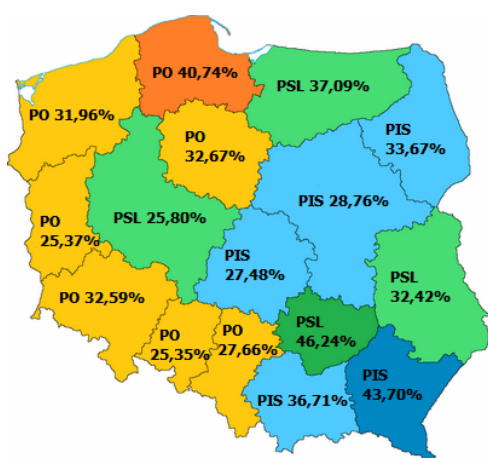 PO 40,74%
PSL 37,09%
PO 31,96%
PIS
33,67%
PO
32,67%
PIS 28,76%
PSL 25,80%
PO
25,37%
PIS
27,48%
PSL
32,42%
PO 32,59%
PSL
46,24%
PO
25,35%
PO
27,66%
PIS
43,70%
PIS 36,71%